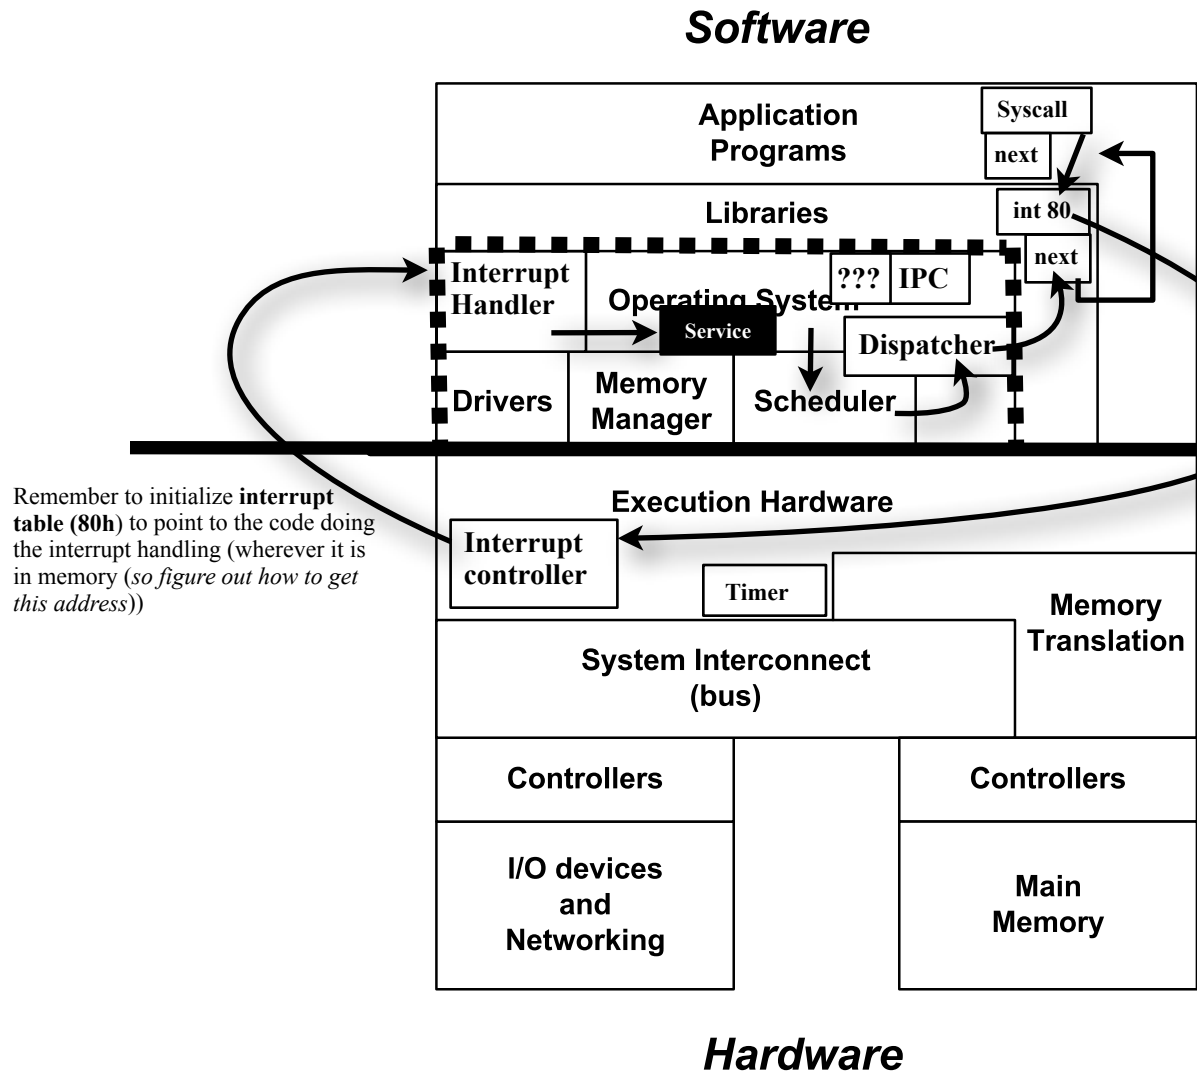 Software
Application
Programs
Syscall
next
Libraries
int 80
next
Interrupt
Handler
Operating System
???
IPC
Service
Dispatcher
Drivers
Memory
Manager
Scheduler
Remember to initialize interrupt
table (80h) to point to the code doing
the interrupt handling (wherever it is
in memory (so figure out how to get
this address))
Execution Hardware
Interrupt
controller
Timer
Memory
Translation
System Interconnect
(bus)
Controllers
Controllers
I/O devices
and
Networking
Main
Memory
Hardware